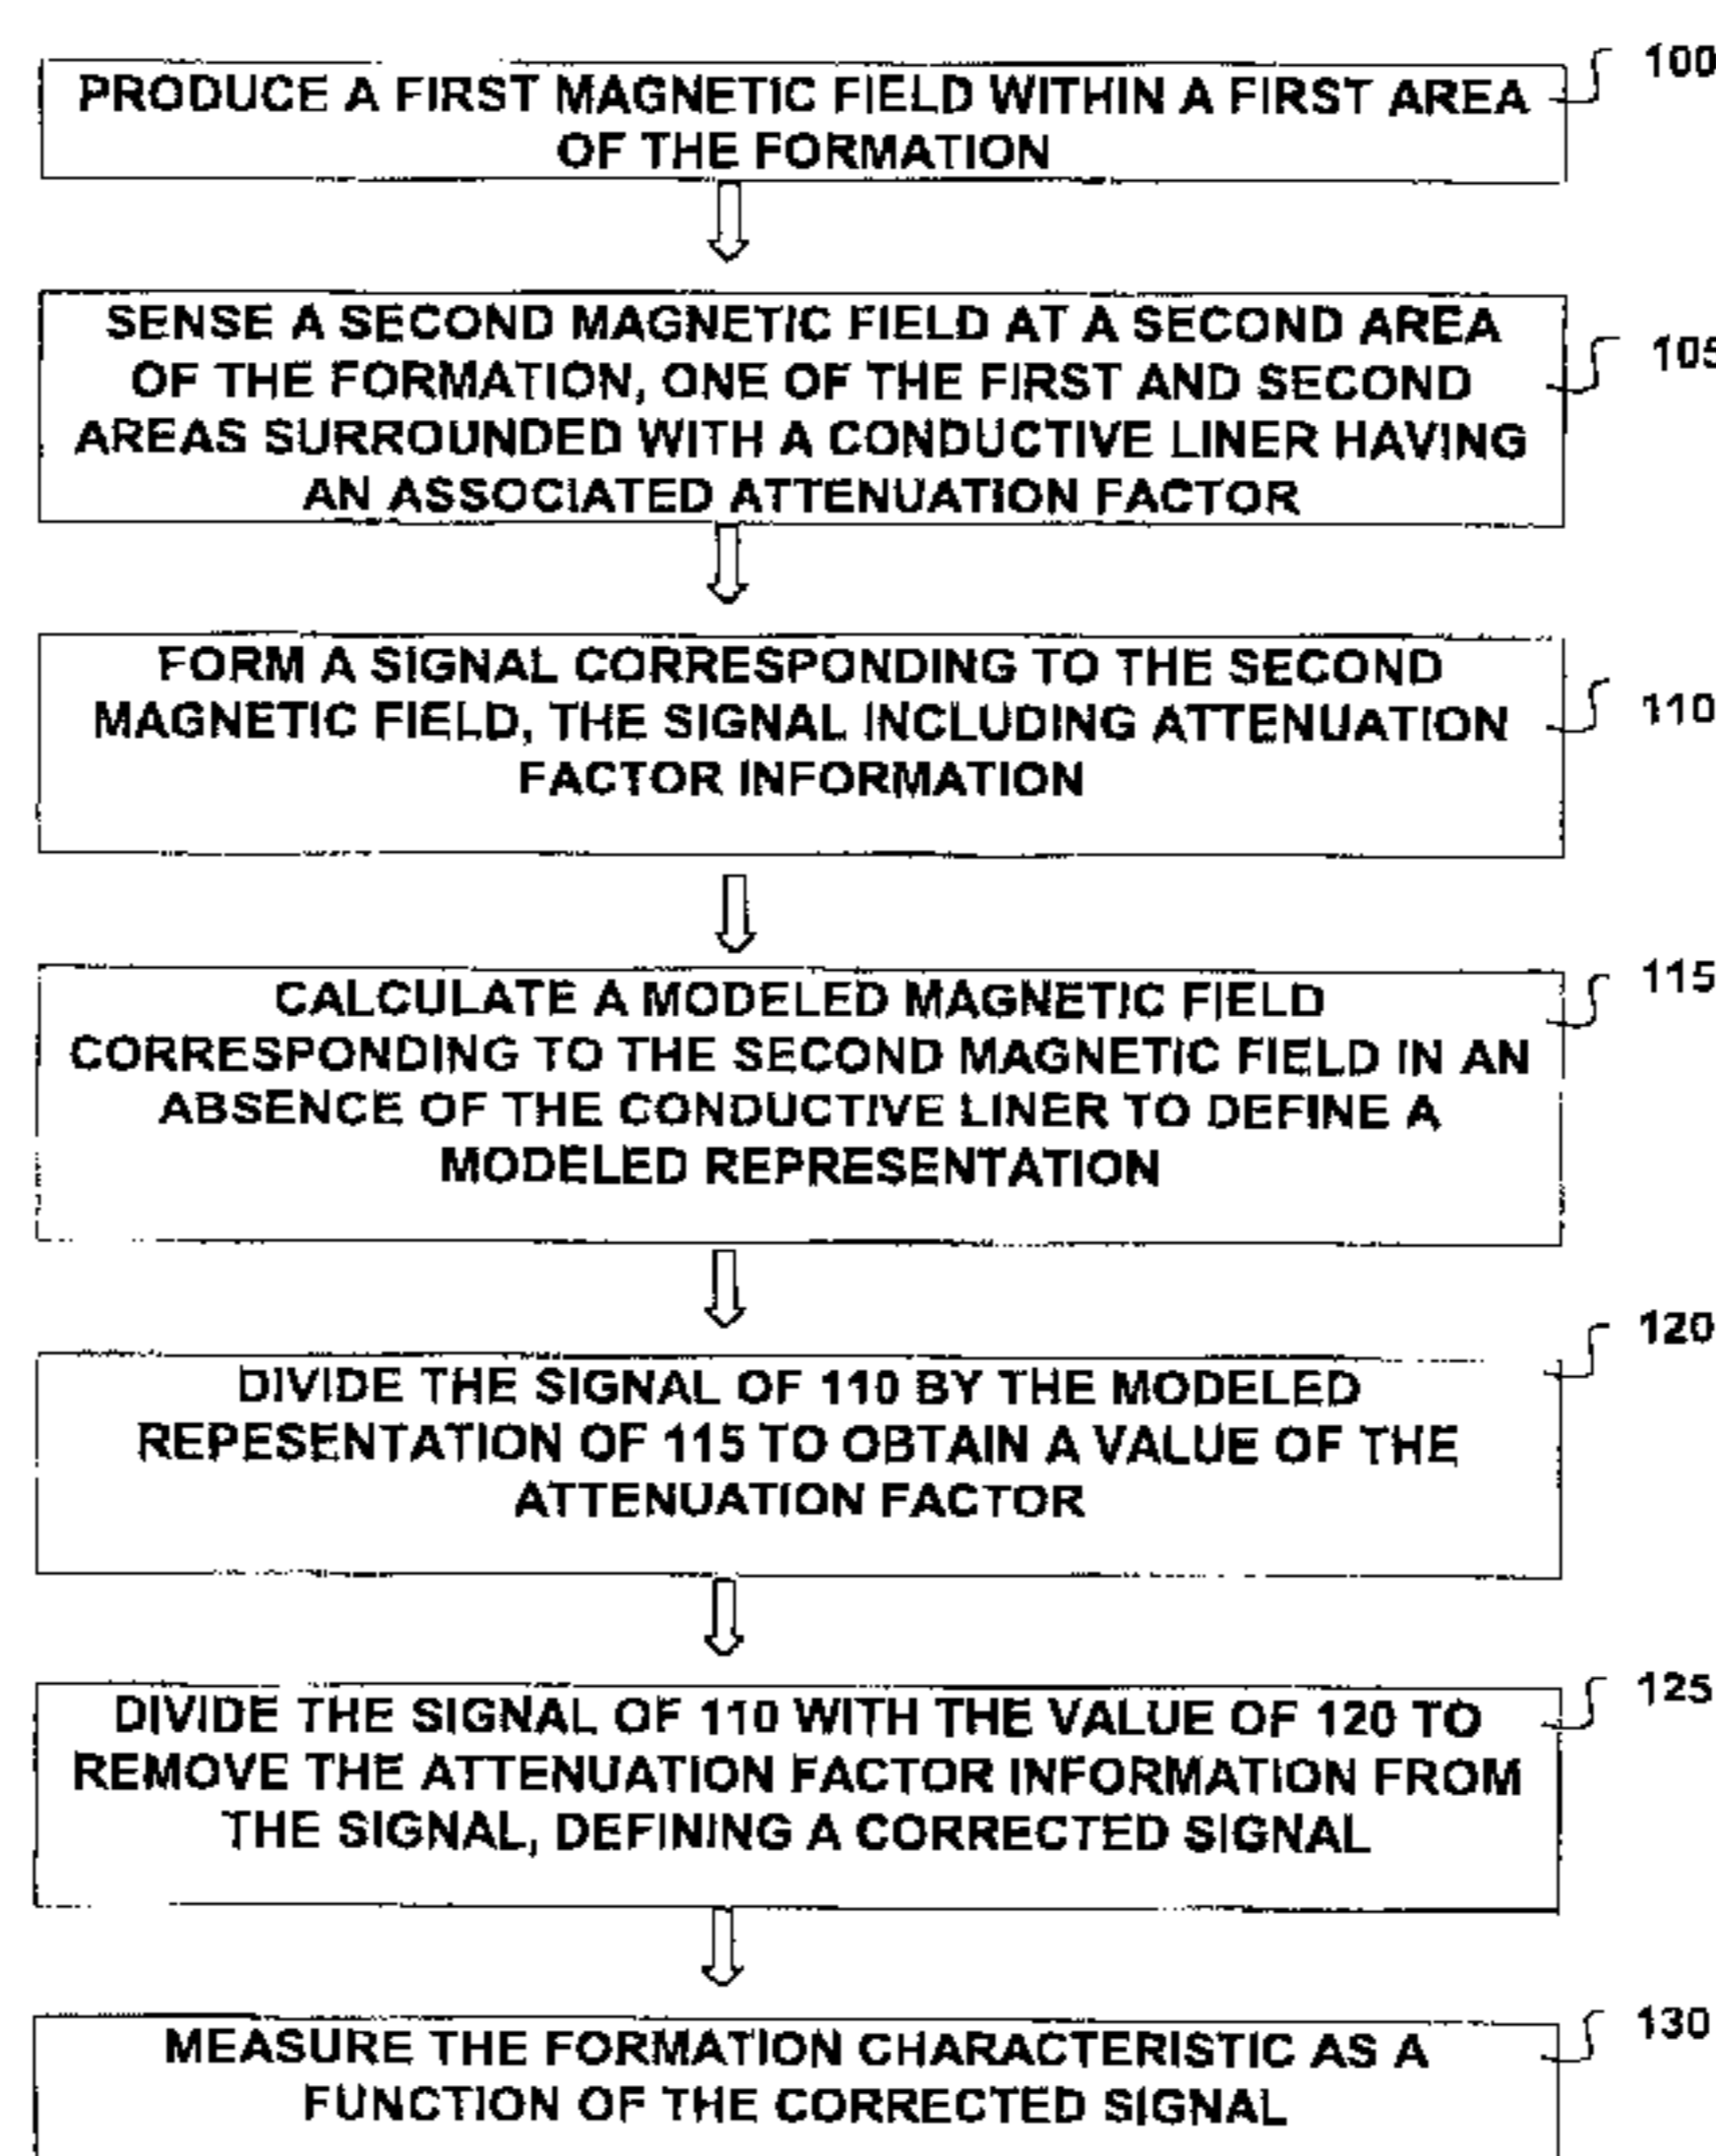 PRODUCE A FIRST MAGNETIC FIELD WITHIN A FIRST AREA
OF THE FORMATION
100
SENSE A SECOND MAGNETIC FIELD AT A SECOND AREA
OF THE FORMATION, ONE OF THE FIRST AND SECOND
AREAS SURROUNDED WITH A CONDUCTIVE LINER HAVING
AN ASSOCIATED ATTENUATION FACTOR
105
FORM A SIGNAL CORRESPONDING TO THE SECOND
MAGNETIC FIELD, THE SIGNAL INCLUDING ATTENUATION
FACTOR INFORMATION
110
CALCULATE A MODELED MAGNETIC FIELD
CORRESPONDING TO THE SECOND MAGNETIC FIELD IN AN
ABSENCE OF THE CONDUCTIVE LINER TO DEFINE A
MODELED REPRESENTATION
115
DIVIDE THE SIGNAL OF 110 BY THE MODELED
REPESENTATION OF 115 TO OBTAIN A VALUE OF THE
ATTENUATION FACTOR
120
DIVIDE THE SIGNAL OF 110 WITH THE VALUE OF 120 TO
REMOVE THE ATTENUATION FACTOR INFORMATION FROM
THE SIGNAL, DEFINING A CORRECTED SIGNAL
125
MEASURE THE FORMATION CHARACTERISTIC AS A
FUNCTION OF THE CORRECTED SIGNAL
130